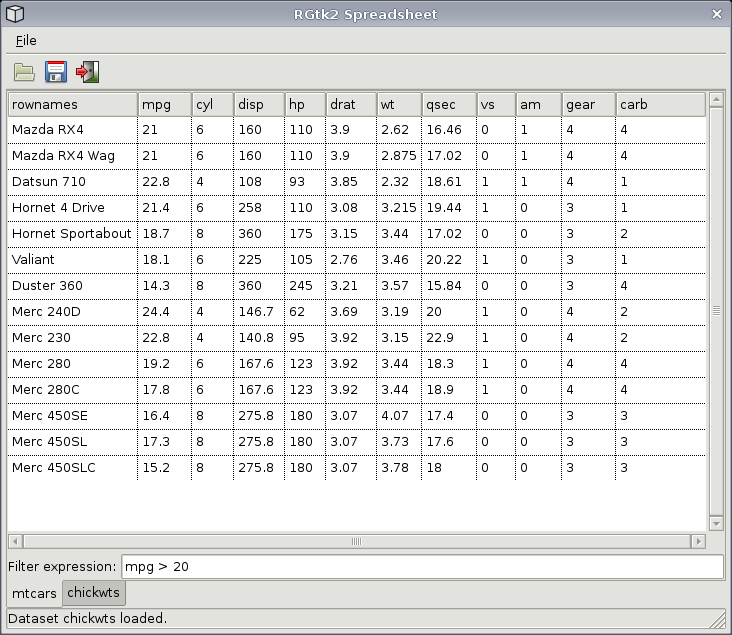 RGtk2 Spreadsheet
File
rownames mpg cyl disp hp drat wt qsec vs am gear carb
Mazda RX4 21 6 160 110 3.9 2.62 16.46 0 1 4 4
Mazda RX4 Wag 21 6 160 110 3.9 2.875 17.02 0 1 4 4
Datsun 710 22.8 4 108 93 3.85 2.32 18.61 1 1 4 1
Hornet 4 Drive 21.4 6 258 110 3.08 3.215 19.44 1 0 3 1
Hornet Sportabout 18.7 8 360 175 3.15 3.44 17.02 0 0 3 2
Valiant 18.1 6 225 105 2.76 3.46 20.22 1 0 3 1
Duster 360 14.3 8 360 245 3.21 3.57 15.84 0 0 3 4
Merc 240D 24.4 4 146.7 62 3.69 3.19 20 1 0 4 2
Merc 230 22.8 4 140.8 95 3.92 3.15 22.9 1 0 4 2
Merc 280 19.2 6 167.6 123 3.92 3.44 18.3 1 0 4 4
Merc 280C 17.8 6 167.6 123 3.92 3.44 18.9 1 0 4 4
Merc 450SE 16.4 8 275.8 180 3.07 4.07 17.4 0 0 3 3
Merc 450SL 17.3 8 275.8 180 3.07 3.73 17.6 0 0 3 3
Merc 450SLC 15.2 8 275.8 180 3.07 3.78 18 0 0 3 3
Filter expression: mpg > 20
mtcars chickwts
Dataset chickwts loaded.